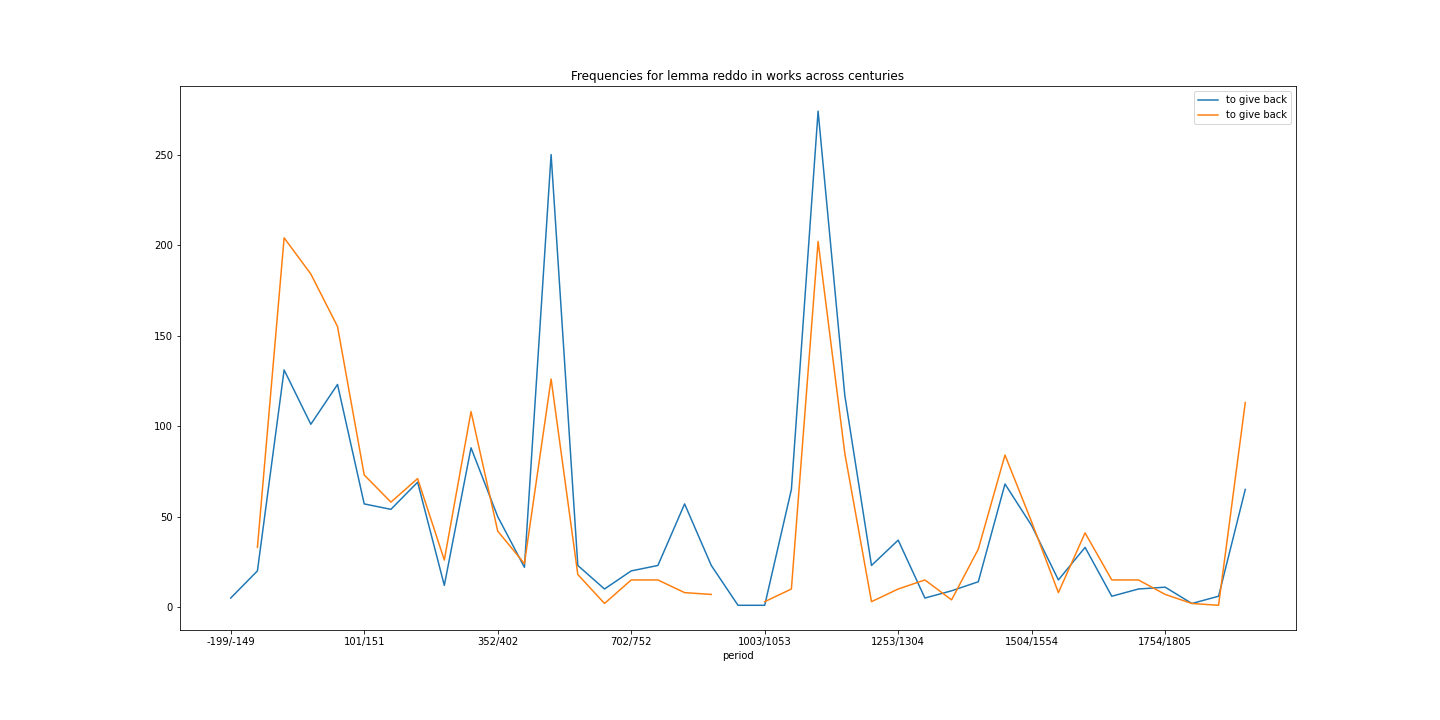 Frequencies for lemma reddo in works across centuries
to give back
to give back
250
200
150
100
50
0
-199/-149 101/151 352/402 702/752 1003/1053 1253/1304 1504/1554 1754/1805
period